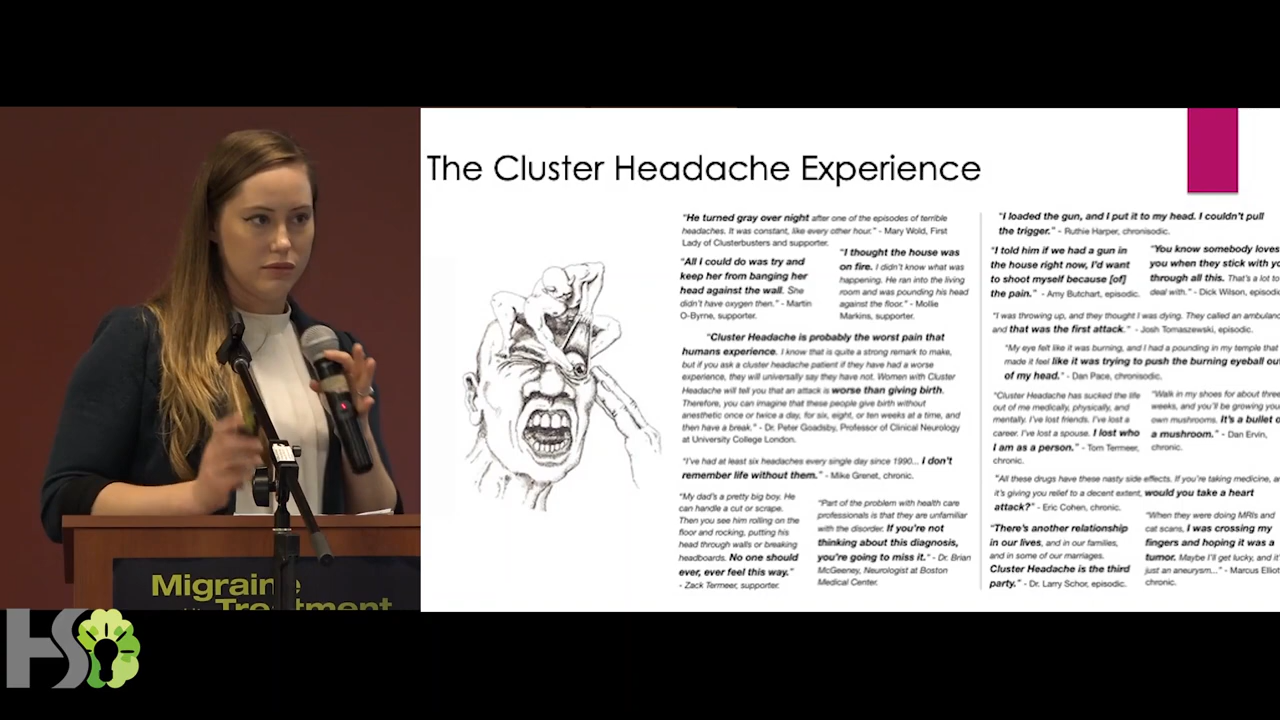 The Cluster Headache Experience
"He turned gray over night after one of the episodes of terrible
headaches. It was constant, like every other hour." - Mary Wold, First
Lady of Clusterbusters and supporter.
"All I could do was try and
keep her from banging her
head against the wall. She
didn't have oxygen then." - Martin
O-Byrne, supporter.
"I thought the house was
on fire. I didn't know what was
happening. He ran into the living
room and was pounding his head
against the floor." - Mollie
Markins, supporter.
"Cluster Headache is probably the worst pain that
humans experience. I know that is quite a strong remark to make,
but if you ask a cluster headache patient if they have had a worse
experience, they will universally say they have not. Women with Cluster
Headache will tell you that an attack is worse than giving birth.
Therefore, you can imagine that these people give birth without
anesthetic once or twice a day, for six, eight, or ten weeks at a time, and
then have a break." - Dr. Peter Goadsby, Professor of Clinical Neurology
at University College London.
"I've had at least six headaches every single day since 1990... I don't
remember life without them." - Mike Grenet, chronic.
"My dad's a pretty big boy. He
can handle a cut or scrape.
Then you see him rolling on the
floor and rocking, putting his
head through walls or breaking
headboards. No one should
ever, ever feel this way."
- Zack Termeer, supporter.
"Part of the problem with health care
professionals is that they are unfamiliar
with the disorder. If you're not
thinking about this diagnosis,
you're going to miss it." - Dr. Brian
McGeeney, Neurologist at Boston
Medical Center.
"I loaded the gun, and I put it to my head. I couldn't pull
the trigger." - Ruthie Harper, chronisodic.
"I told him if we had a gun in
the house right now, I'd want
to shoot myself because [of]
the pain." - Amy Butchart, episodic.
"You know somebody loves
you when they stick with yo
through all this. That's a lot to
deal with." - Dick Wilson, episodic
"I was throwing up, and they thought I was dying. They called an ambulanc
and that was the first attack." - Josh Tomaszewski, episodic.
"My eye felt like it was burning, and I had a pounding in my temple that
made it feel like it was trying to push the burning eyeball ou
of my head." - Dan Pace, chronisodic.
"Cluster Headache has sucked the life
out of me medically, physically, and
mentally. I've lost friends. I've lost a
career. I've lost a spouse. I lost who
I am as a person." - Tom Termeer,
chronic.
"Walk in my shoes for about three
weeks, and you'll be growing you
own mushrooms. It's a bullet o
a mushroom." - Dan Ervin,
chronic.
"All these drugs have these nasty side effects. If you're taking medicine, an
it's giving you relief to a decent extent, would you take a heart
attack?" - Eric Cohen, chronic.
"There's another relationship
in our lives, and in our families,
and in some of our marriages.
Cluster Headache is the third
party." - Dr. Larry Schor, episodic.
"When they were doing MRIs and
cat scans, I was crossing my
fingers and hoping it was a
tumor. Maybe I'll get lucky, and it'
just an aneurysm..." - Marcus Elliot
chronic.
Migraine
Treatment
HS